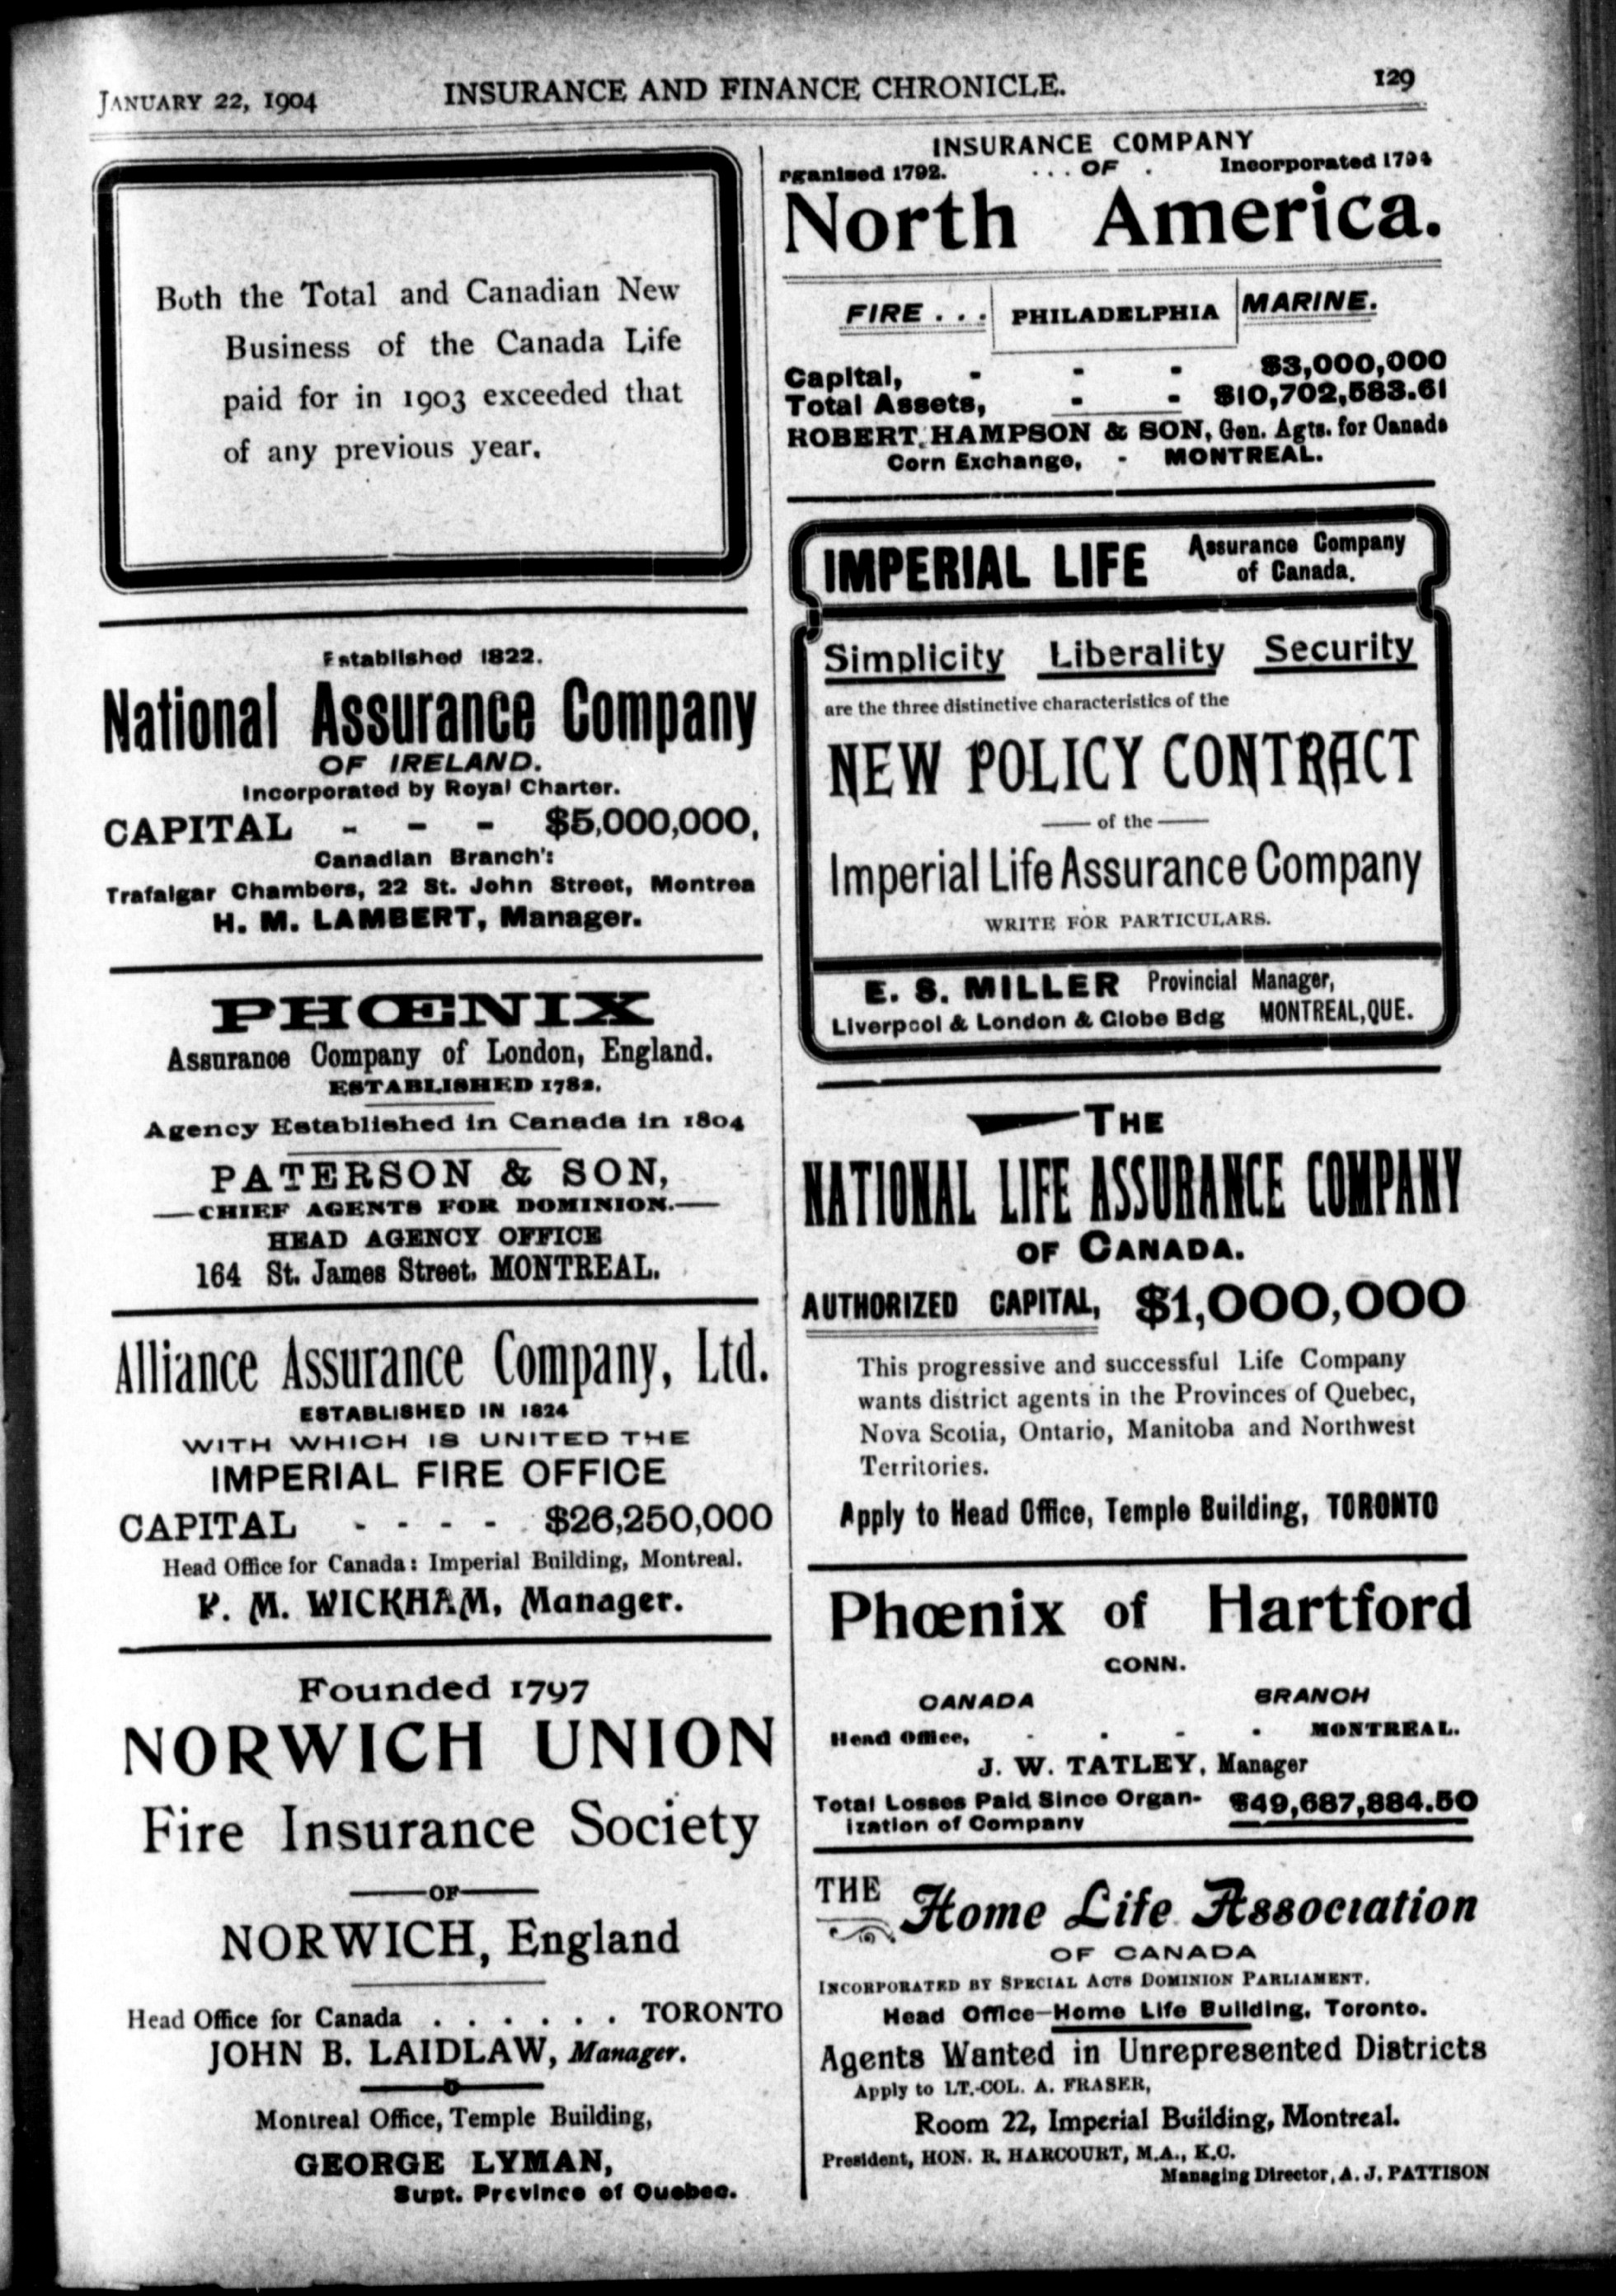 JANUARY 22, 1904
INSURANCE AND FINANCE CHRONICLE.
129
Both the Total and Canadian New
Business of the Canada Life
paid for in 1903 exceeded that
of any previous year.
Established 1822.
National Assurance Company
OF IRELAND.
Incorporated by Royal Charter.
CAPITAL - - - $5,000,000,
Canadian Branch':
Trafalgar Chambers, 22 St. John Street, Montrea
H. M. LAMBERT, Manager.
PHŒNIX
Assurance Company of London, England.
ESTABLISHED 1782.
Agency Established in Canada in 1804
PATERSON & SON,
—CHIEF AGENTS FOR DOMINION.—
HEAD AGENCY OFFICE
164 St. James Street, MONTREAL.
Alliance Assurance Company, Ltd.
ESTABLISHED IN 1824
WITH WHICH IS UNITED THE
IMPERIAL FIRE OFFICE
CAPITAL - - - - $26,250,000
Head Office for Canada: Imperial Building, Montreal.
P. M. WICKHAM, Manager.
Founded 1797
NORWICH UNION
Fire Insurance Society
—OF—
NORWICH, England
Head Office for Canada . . . . . . TORONTO
JOHN B. LAIDLAW, Manager.
Montreal Office, Temple Building,
GEORGE LYMAN,
Supt. Province of Quebec.
INSURANCE COMPANY
rganised 1792. . . . OF . Incorporated 1794
North America.
FIRE . . . PHILADELPHIA MARINE.
Capital, - - - $3,000,000
Total Assets, - - $10,702,583.61
ROBERT HAMPSON & SON, Gen. Agts. for Canada
Corn Exchange, - MONTREAL.
IMPERIAL LIFE Assurance Company
of Canada.
Simplicity Liberality Security
are the three distinctive characteristics of the
NEW POLICY CONTRACT
— of the —
Imperial Life Assurance Company
WRITE FOR PARTICULARS.
E. S. MILLER Provincial Manager,
Liverpool & London & Globe Bdg MONTREAL, QUE.
THE
NATIONAL LIFE ASSURANCE COMPANY
OF CANADA.
AUTHORIZED CAPITAL, $1,000,000
This progressive and successful Life Company
wants district agents in the Provinces of Quebec,
Nova Scotia, Ontario, Manitoba and Northwest
Territories.
Apply to Head Office, Temple Building, TORONTO
Phœnix of Hartford
CONN.
CANADA BRANCH
Head Office, - - - - MONTREAL.
J. W. TATLEY, Manager
Total Losses Paid Since Organ- $49,687,884.50
ization of Company
THE Home Life Association
OF CANADA
INCORPORATED BY SPECIAL ACTS DOMINION PARLIAMENT.
Head Office—Home Life Building, Toronto.
Agents Wanted in Unrepresented Districts
Apply to LT.-COL. A. FRASER,
Room 22, Imperial Building, Montreal.
President, HON. R. HARCOURT, M.A., K.C.
Managing Director, A. J. PATTISON